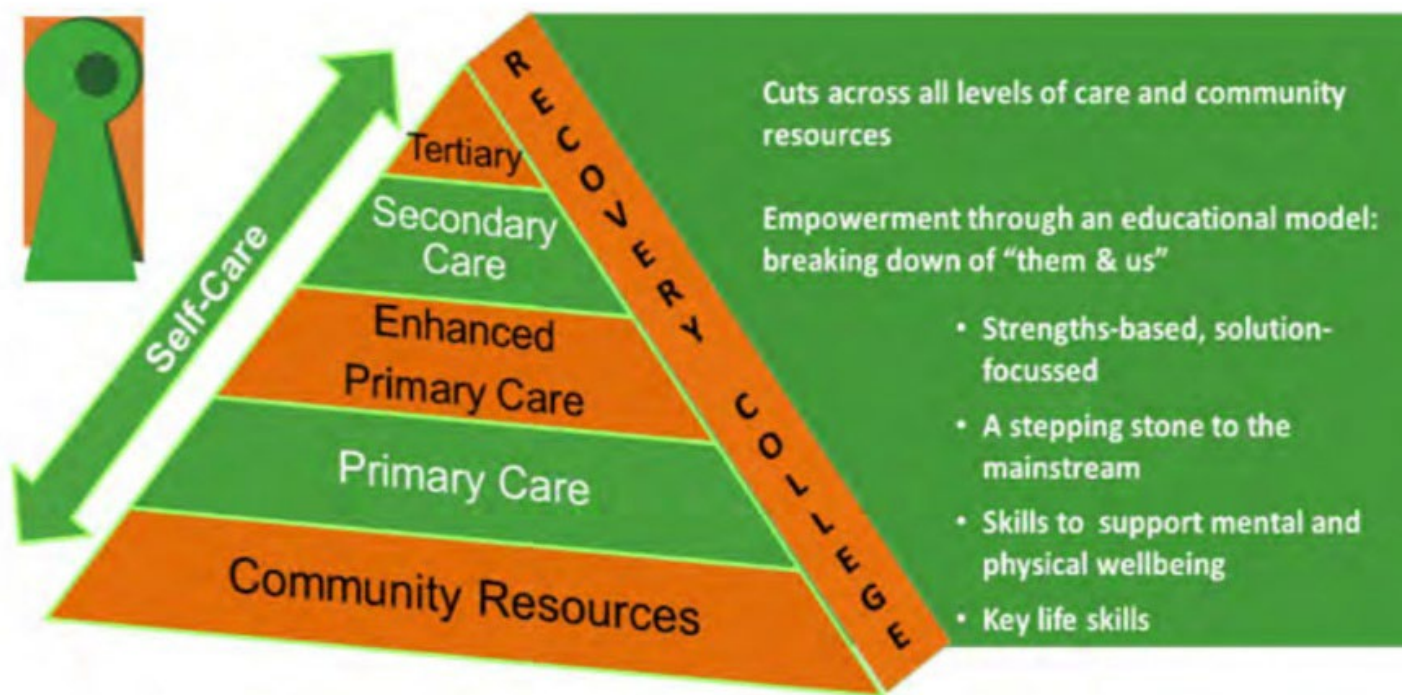 Self-Care
Tertiary
Secondary
Care
Enhanced
Primary Care
Primary Care
Community Resources
RECOVERY COLLEGE
Cuts across all levels of care and community
resources
Empowerment through an educational model:
breaking down of “them & us”
• Strengths-based, solution-
focussed
• A stepping stone to the
mainstream
• Skills to support mental and
physical wellbeing
• Key life skills